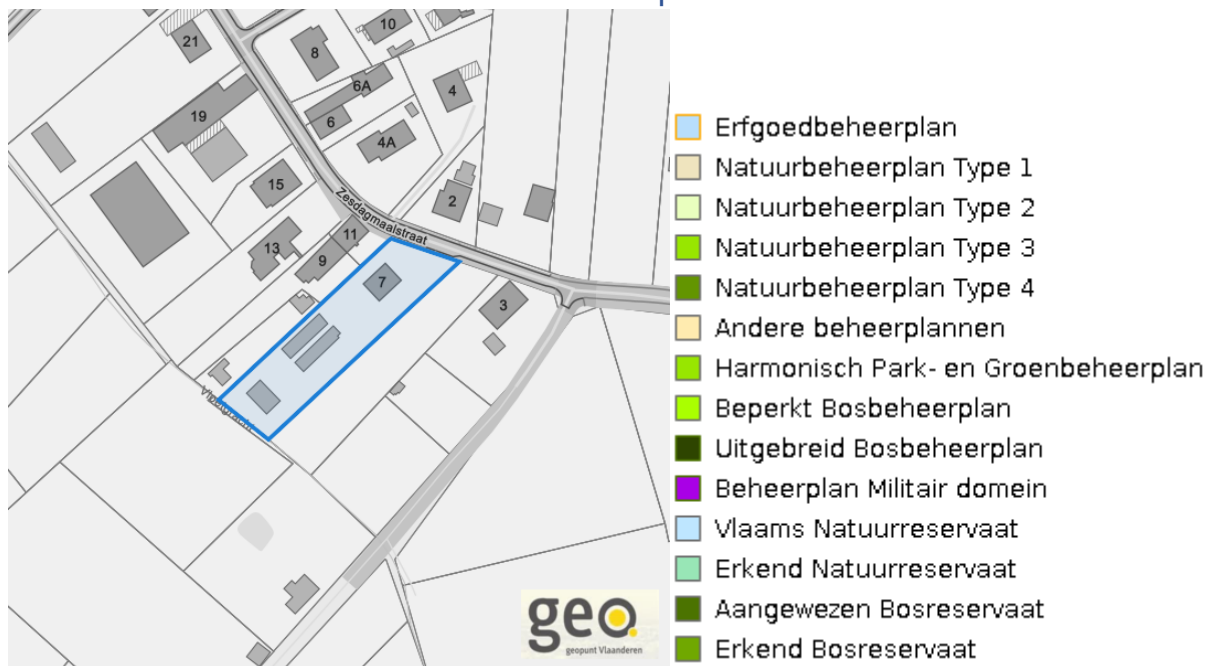 21
10
8
6A
4
19
6
4A
15
Zesdagmaalstraat
2
11
13
9
7
3
geo.
geopunt Vlaanderen
Erfgoedbeheerplan
Natuurbeheerplan Type 1
Natuurbeheerplan Type 2
Natuurbeheerplan Type 3
Natuurbeheerplan Type 4
Andere beheerplannen
Harmonisch Park- en Groenbeheerplan
Beperkt Bosbeheerplan
Uitgebreid Bosbeheerplan
Beheerplan Militair domein
Vlaams Natuurreservaat
Erkend Natuurreservaat
Aangewezen Bosreservaat
Erkend Bosreservaat